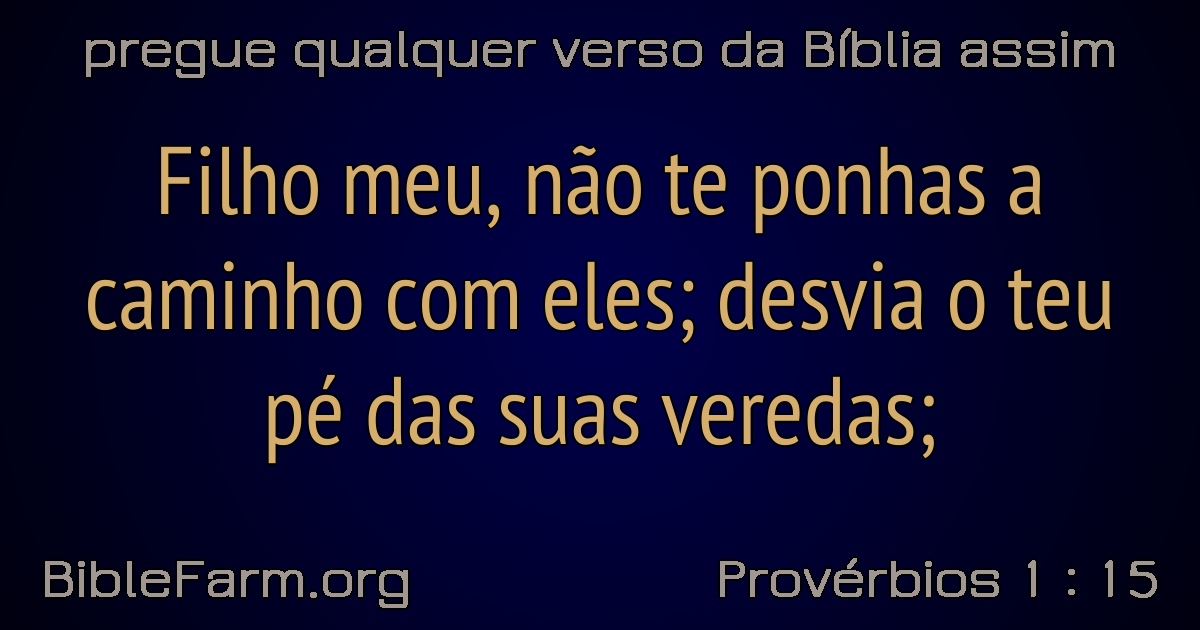 pregue qualquer verso da Bíblia assim
Filho meu, não te ponhas a
caminho com eles; desvia o teu
pé das suas veredas;
BibleFarm.org
Provérbios 1 : 15